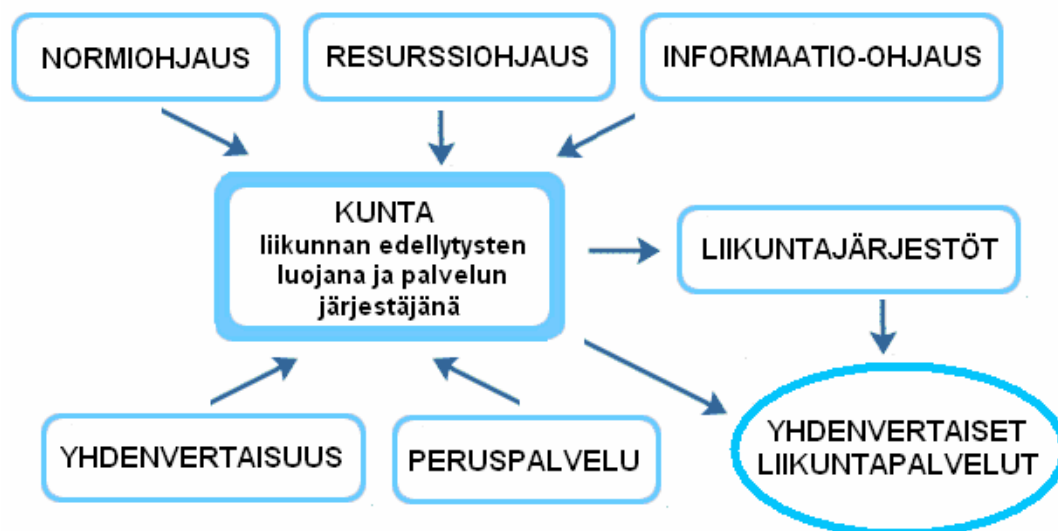 NORMIOHJAUS
RESURSSIOHJAUS
INFORMAATIO-OHJAUS
KUNTA
liikunnan edellytysten
luojana ja palvelun
järjestäjänä
LIIKUNTAJÄRJESTÖT
YHDENVERTAISUUS
PERUSPALVELU
YHDENVERTAISET
LIIKUNTAPALVELUT